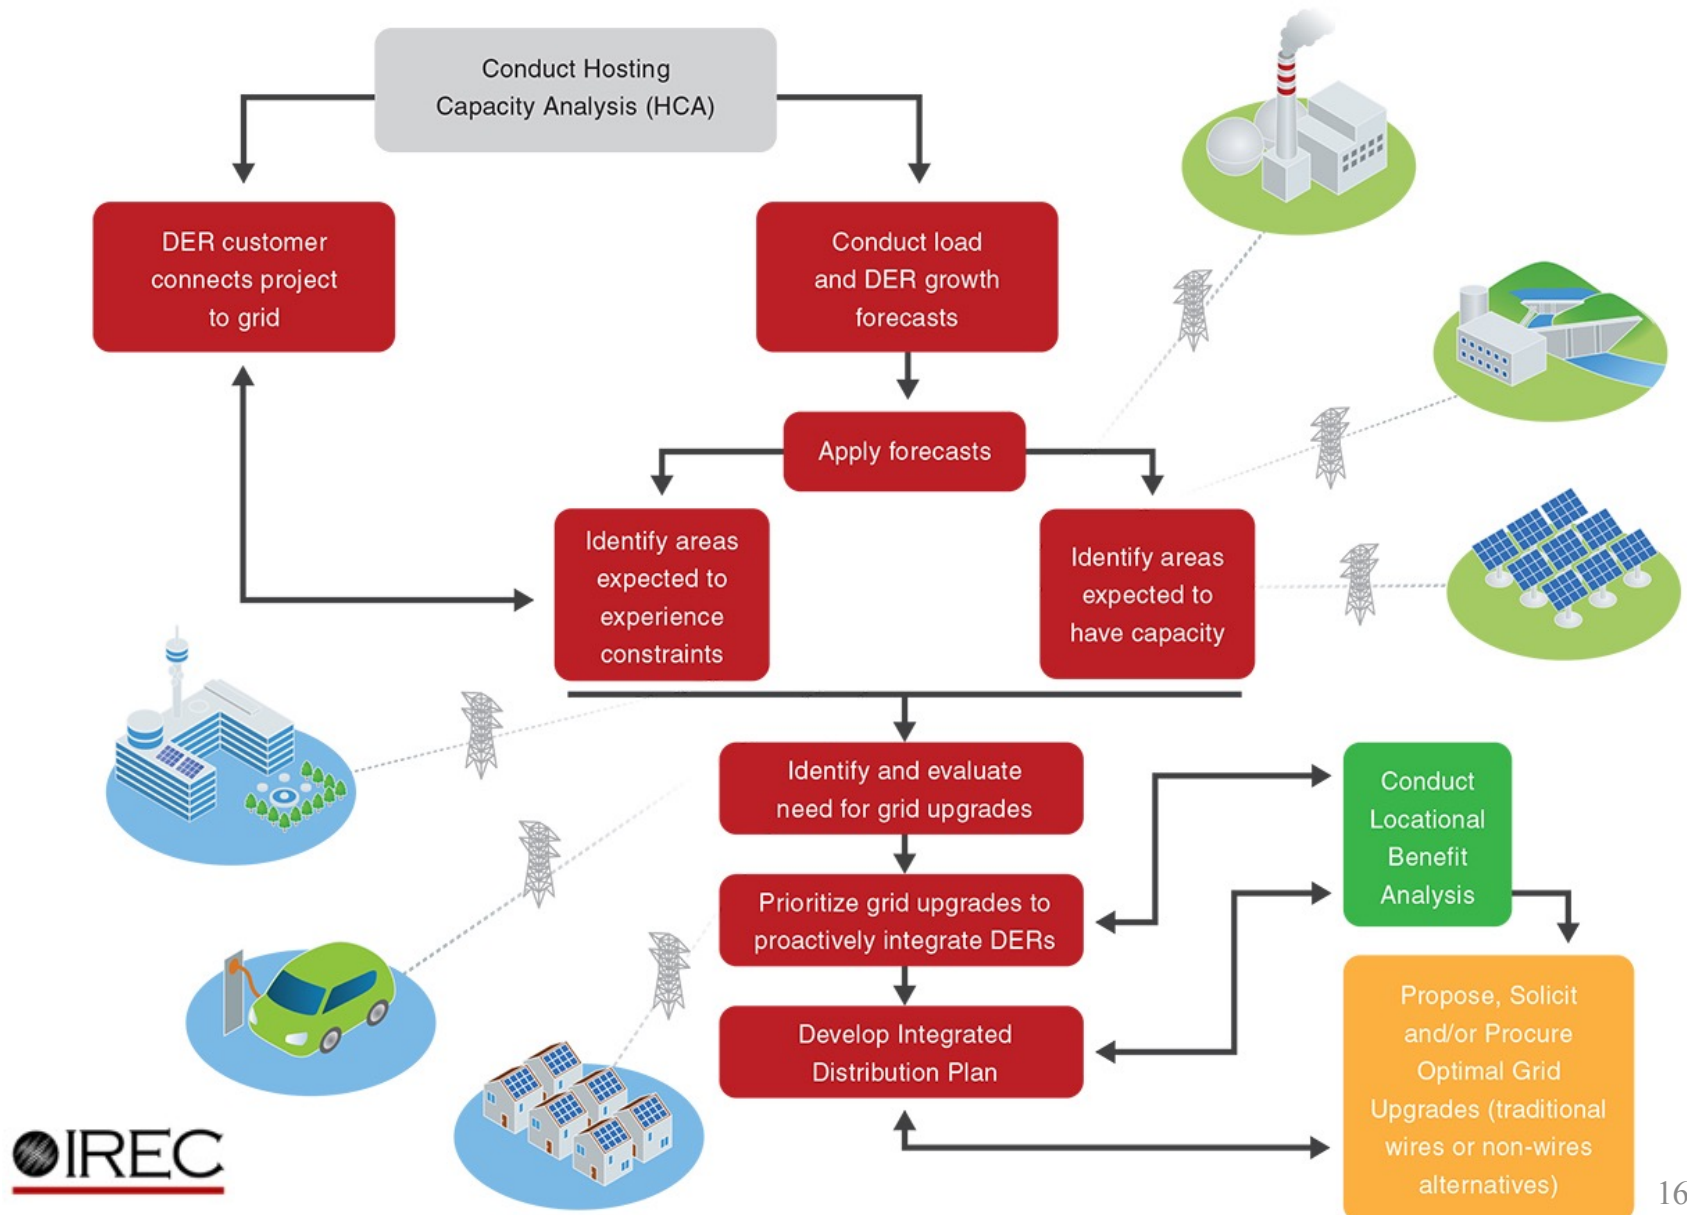 Conduct Hosting
Capacity Analysis (HCA)
DER customer
connects project
to grid
Conduct load
and DER growth
forecasts
Apply forecasts
Identify areas
expected to
experience
constraints
Identify areas
expected to
have capacity
Identify and evaluate
need for grid upgrades
Conduct
Locational
Benefit
Analysis
Prioritize grid upgrades to
proactively integrate DERs
Develop Integrated
Distribution Plan
Propose, Solicit
and/or Procure
Optimal Grid
Upgrades (traditional
wires or non-wires
alternatives)
IREC
16